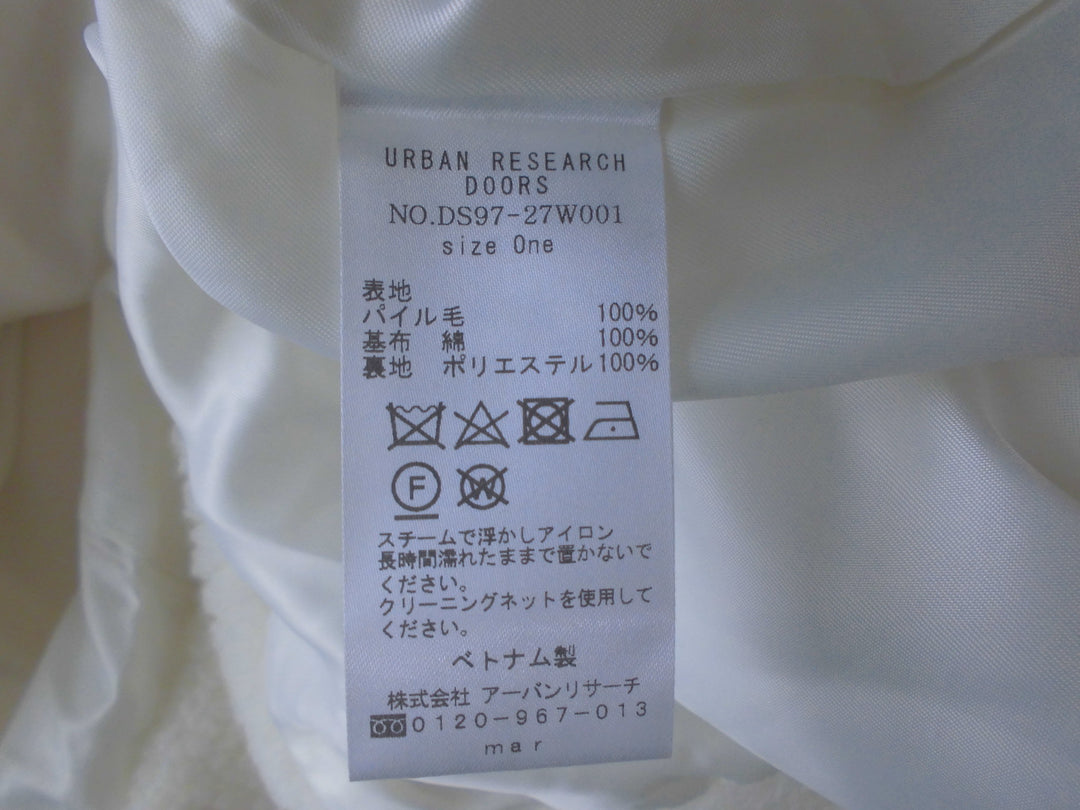 URBAN RESEARCH
DOORS
NO.DS97-27W001
size One
表地
パイル毛 100%
基布 綿 100%
裏地 ポリエステル100%
F W
スチームで浮かしアイロン
長時間濡れたままで置かないで
ください。
クリーニングネットを使用して
ください。
ベトナム製
株式会社 アーバンリサーチ
0120-967-013
mar